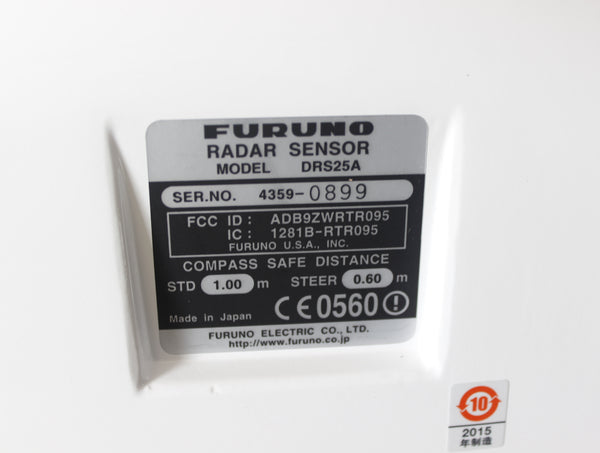 FURUNO
RADAR SENSOR
MODEL DRS25A
SER.NO. 4359-0899
FCC ID: ADB9ZWRTR095
IC: 1281B-RTR095
FURUNO U.S.A., INC.
COMPASS SAFE DISTANCE
STD 1.00 m STEER 0.60 m
Made in Japan CE0560!
FURUNO ELECTRIC CO., LTD.
http://www.furuno.co.jp
10
2015
年制造